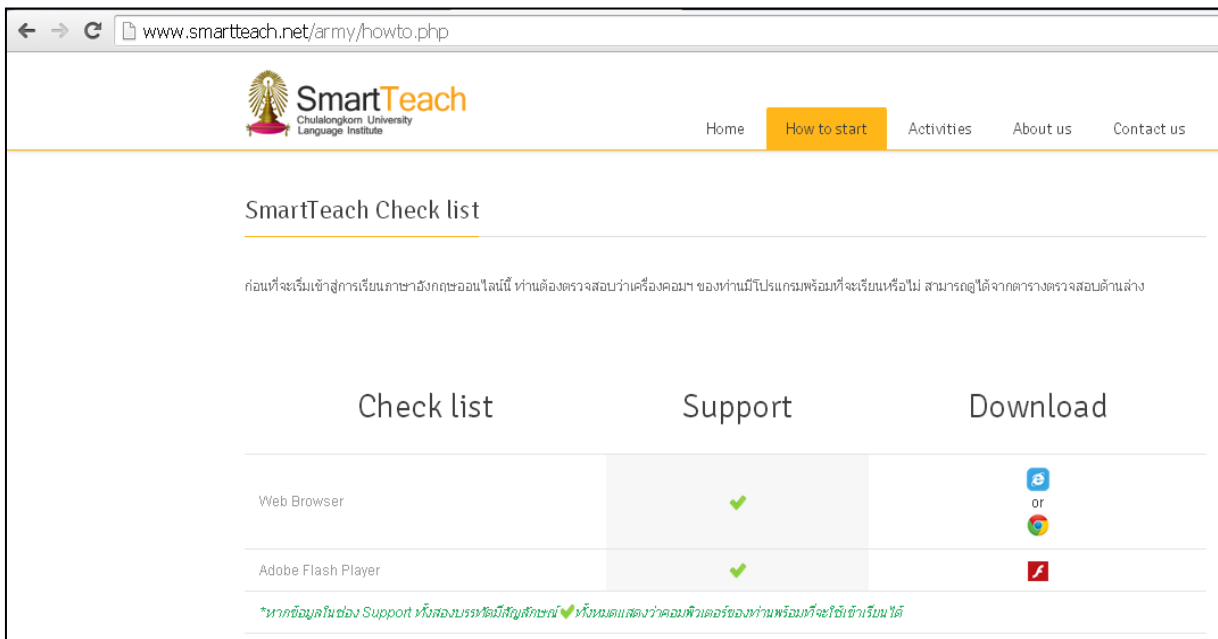 www.smartteach.net/army/howto.php
SmartTeach
Chulalongkorn University
Language Institute
Home How to start Activities About us Contact us
SmartTeach Check list
ก่อนที่จะเริ่มเข้าสู่การเรียนภาษาอังกฤษออนไลน์นี้ ท่านต้องตรวจสอบว่าเครื่องคอมฯ ของท่านมีโปรแกรมพร้อมที่จะเรียนหรือไม่ สามารถดูได้จากตารางตรวจสอบด้านล่าง
Check list Support Download
Web Browser
or
Adobe Flash Player
*หากข้อมูลในช่อง Support ทั้งสองบรรทัดมีสัญลักษณ์ ✔ ทั้งหมดแสดงว่าคอมพิวเตอร์ของท่านพร้อมที่จะใช้เข้าเรียนได้